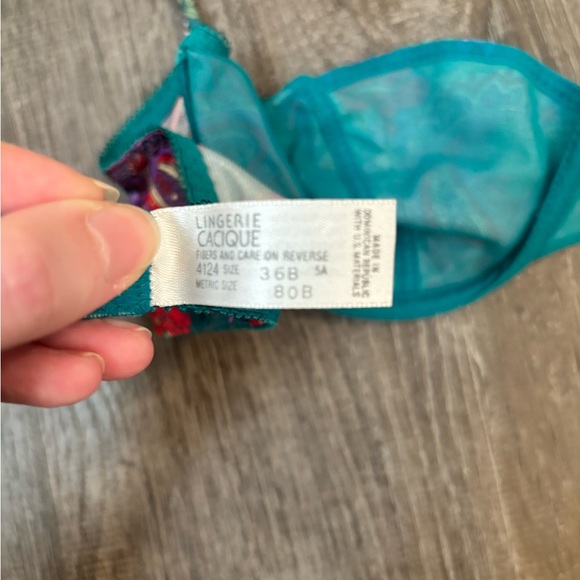 LINGERIE
CACIQUE
FIBERS AND CARE ON REVERSE
4124 SIZE 36B 5A
METRIC SIZE 80B
MADE IN
DOMINICAN REPUBLIC
WITH U.S. MATERIALS